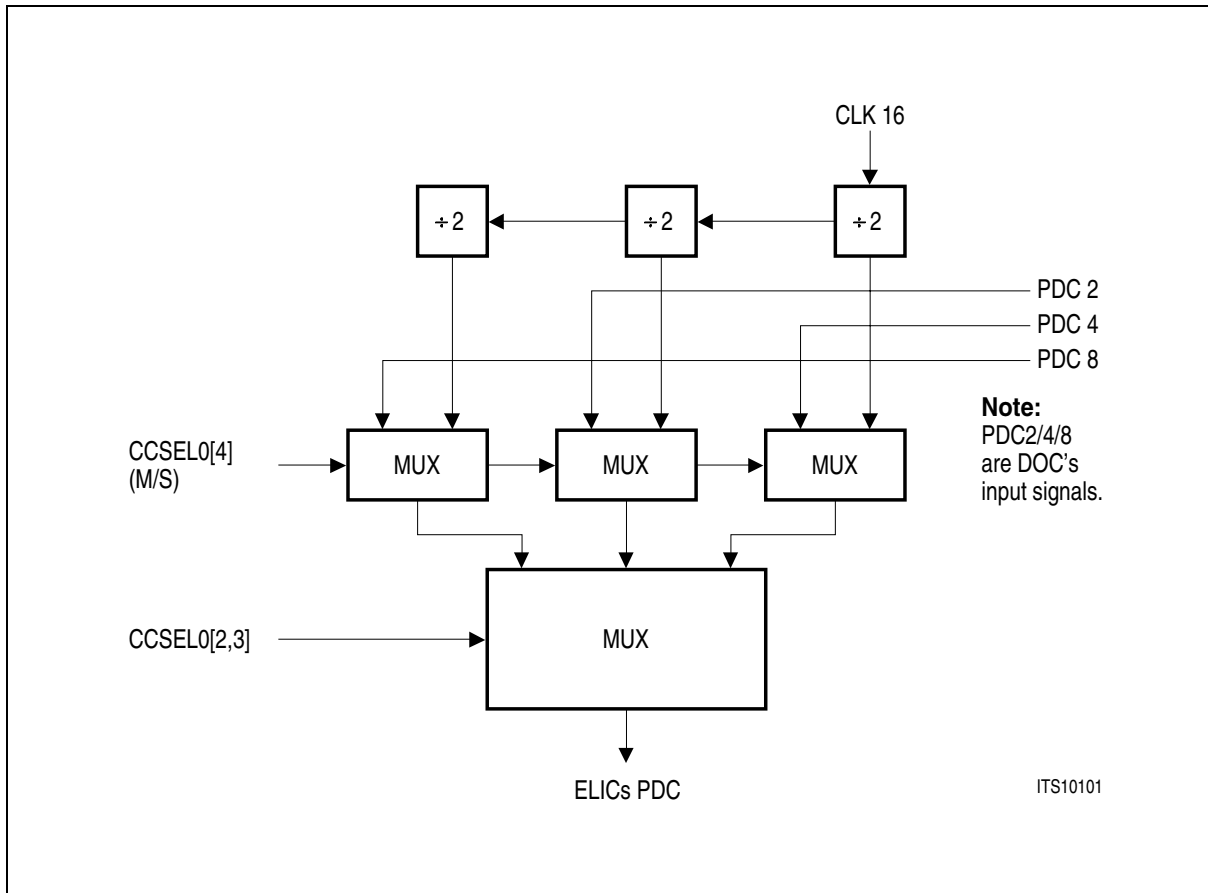 CLK 16
÷2
÷2
÷2
PDC 2
PDC 4
PDC 8
Note:
PDC2/4/8
are DOC's
input signals.
CCSEL0[4]
(M/S)
MUX
MUX
MUX
CCSEL0[2,3]
MUX
ELICs PDC
ITS10101